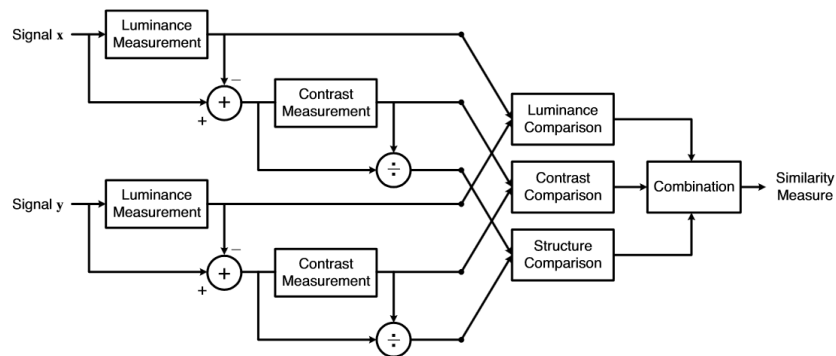 Signal x
Luminance
Measurement
−
+
+
Contrast
Measurement
÷
Luminance
Comparison
Signal y
Luminance
Measurement
−
+
+
Contrast
Measurement
÷
Contrast
Comparison
Structure
Comparison
Combination
Similarity
Measure